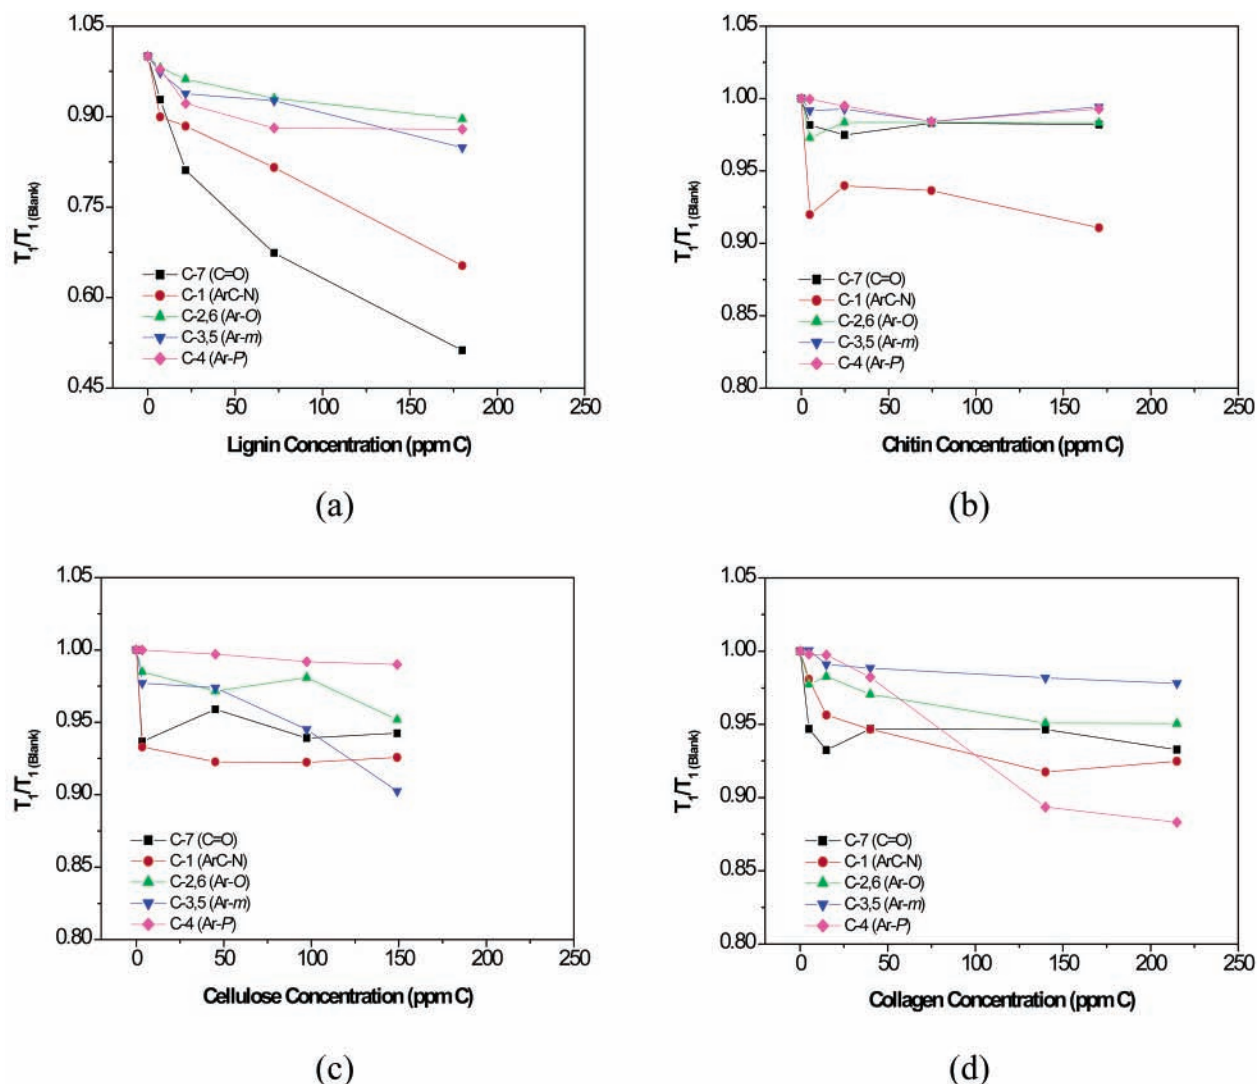 1.05
0.90
0.75
0.60
0.45
T1/T1 (Blank)
C-7 (C=O)
C-1 (ArC-N)
C-2,6 (Ar-O)
C-3,5 (Ar-m)
C-4 (Ar-P)
0 50 100 150 200 250
Lignin Concentration (ppm C)
(a)
1.05
1.00
0.95
0.90
0.85
0.80
T1/T1 (Blank)
C-7 (C=O)
C-1 (ArC-N)
C-2,6 (Ar-O)
C-3,5 (Ar-m)
C-4 (Ar-P)
0 50 100 150 200 250
Chitin Concentration (ppm C)
(b)
1.05
1.00
0.95
0.90
0.85
0.80
T1/T1 (Blank)
C-7 (C=O)
C-1 (ArC-N)
C-2,6 (Ar-O)
C-3,5 (Ar-m)
C-4 (Ar-P)
0 50 100 150 200 250
Cellulose Concentration (ppm C)
(c)
1.05
1.00
0.95
0.90
0.85
0.80
T1/T1 (Blank)
C-7 (C=O)
C-1 (ArC-N)
C-2,6 (Ar-O)
C-3,5 (Ar-m)
C-4 (Ar-P)
0 50 100 150 200 250
Collagen Concentration (ppm C)
(d)